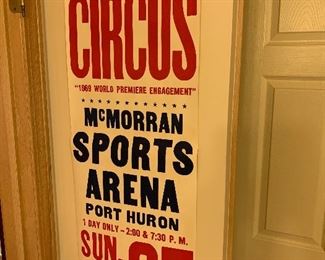 CIRCUS
"1969 WORLD PREMIERE ENGAGEMENT"
McMORRAN
SPORTS
ARENA
PORT HURON
1 DAY ONLY – 2:00 & 7:30 P. M.
SUN.